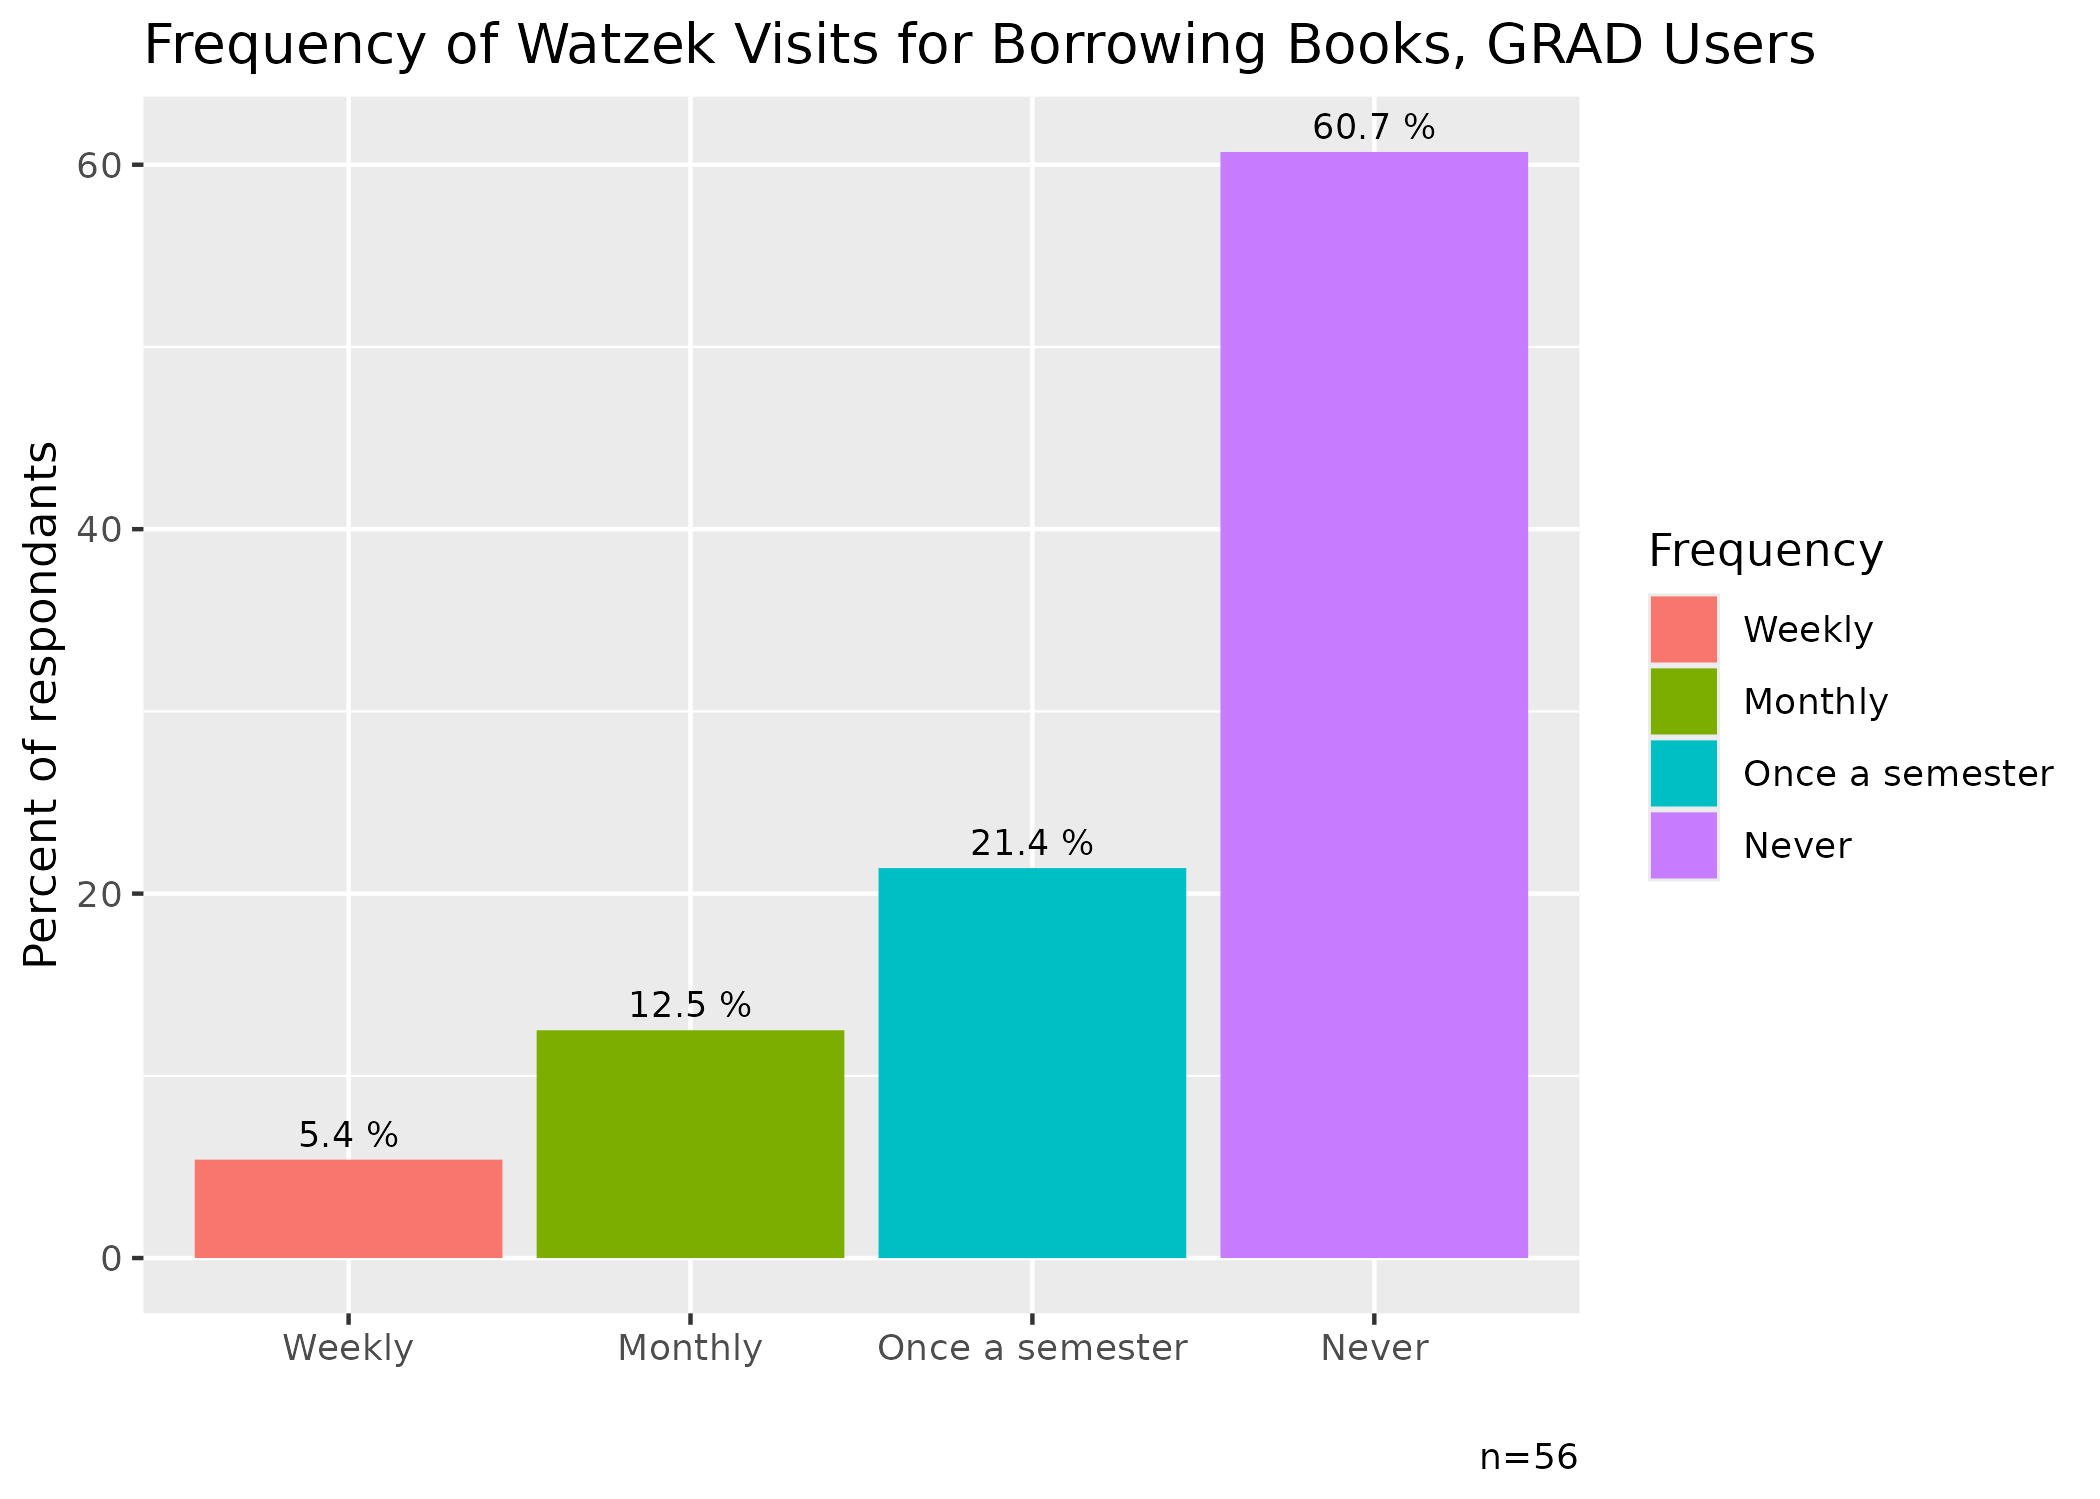 Frequency of Watzek Visits for Borrowing Books, GRAD Users
Percent of respondants
60
40
20
0
5.4 %
12.5 %
21.4 %
60.7 %
Weekly
Monthly
Once a semester
Never
Frequency
Weekly
Monthly
Once a semester
Never
n=56